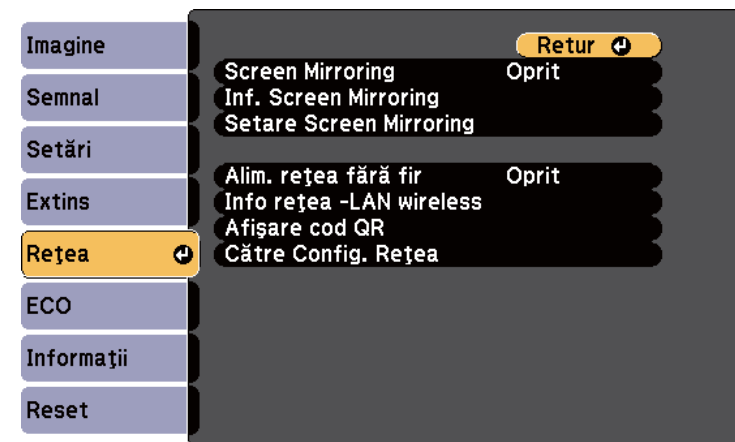 Imagine
Semnal
Setări
Extins
Reţea
ECO
Informaţii
Reset
Retur
Screen Mirroring Oprit
Inf. Screen Mirroring
Setare Screen Mirroring
Alim. reţea fără fir Oprit
Info reţea -LAN wireless
Afişare cod QR
Către Config. Reţea